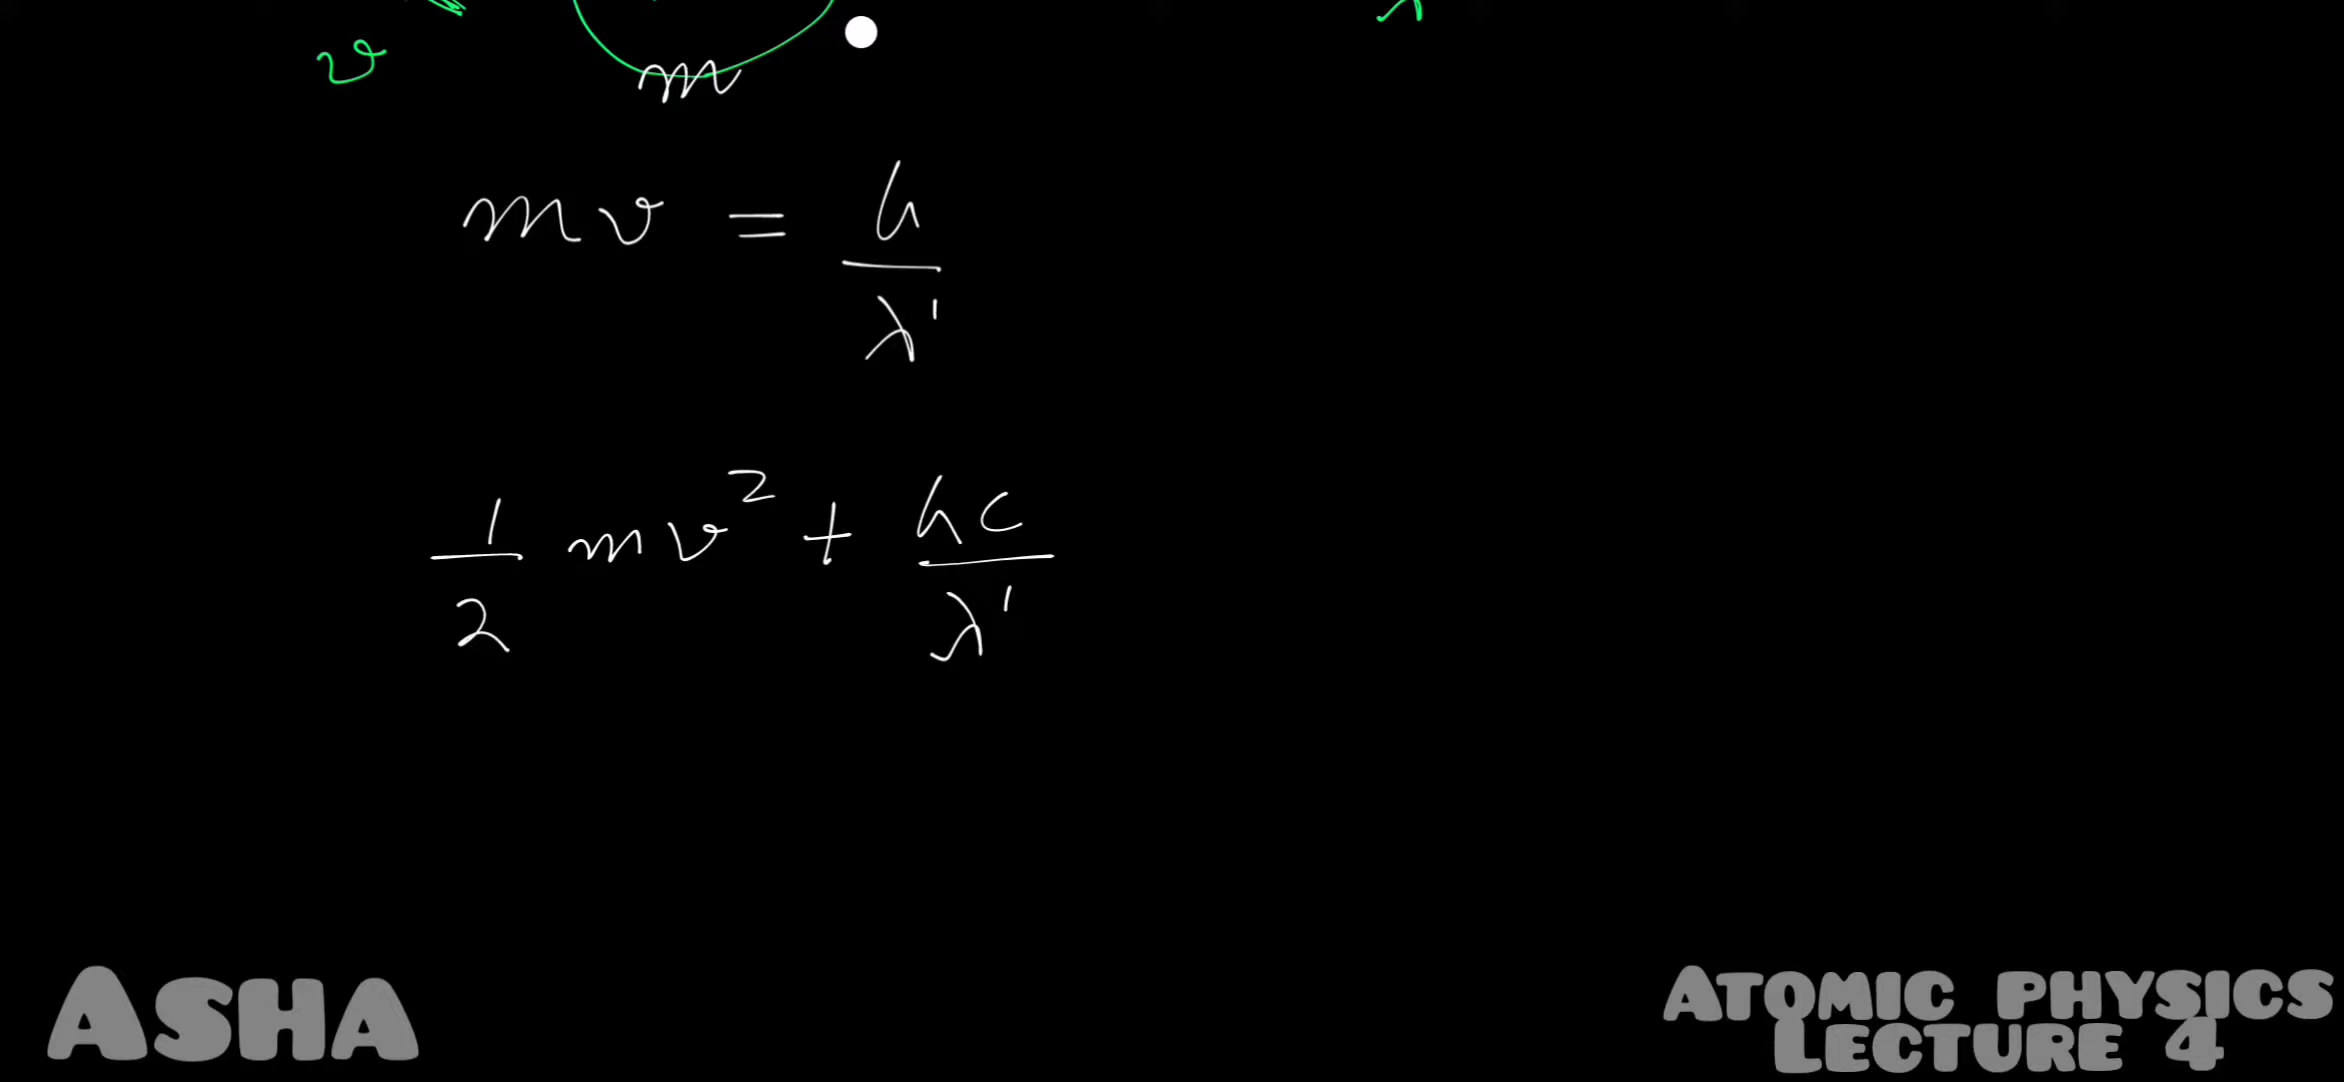 v
m
mv = h/λ'
1/2 mv² + hc/λ'
ASHA
ATOMIC PHYSICS
LECTURE 4